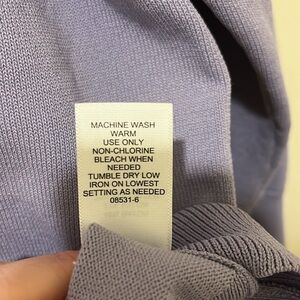 MACHINE WASH
WARM
USE ONLY
NON-CHLORINE
BLEACH WHEN
NEEDED
TUMBLE DRY LOW
IRON ON LOWEST
SETTING AS NEEDED
08531-6